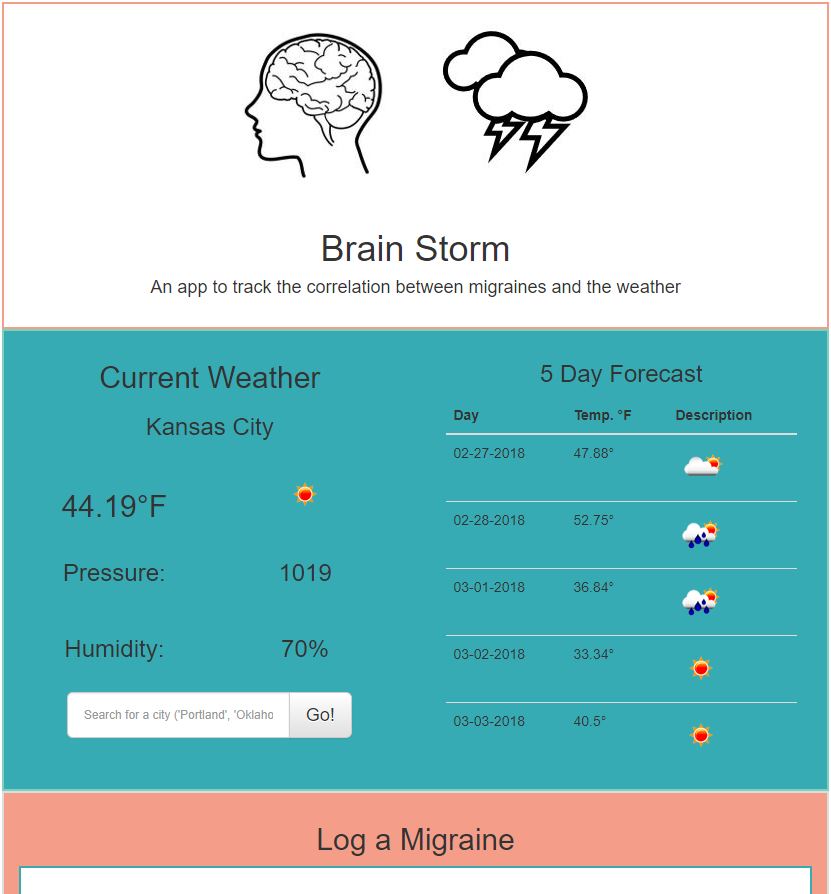 Brain Storm
An app to track the correlation between migraines and the weather
Current Weather
Kansas City
44.19°F
Pressure: 1019
Humidity: 70%
Search for a city ('Portland', 'Oklaho
Go!
5 Day Forecast
Day Temp. °F Description
02-27-2018 47.88°
02-28-2018 52.75°
03-01-2018 36.84°
03-02-2018 33.34°
03-03-2018 40.5°
Log a Migraine